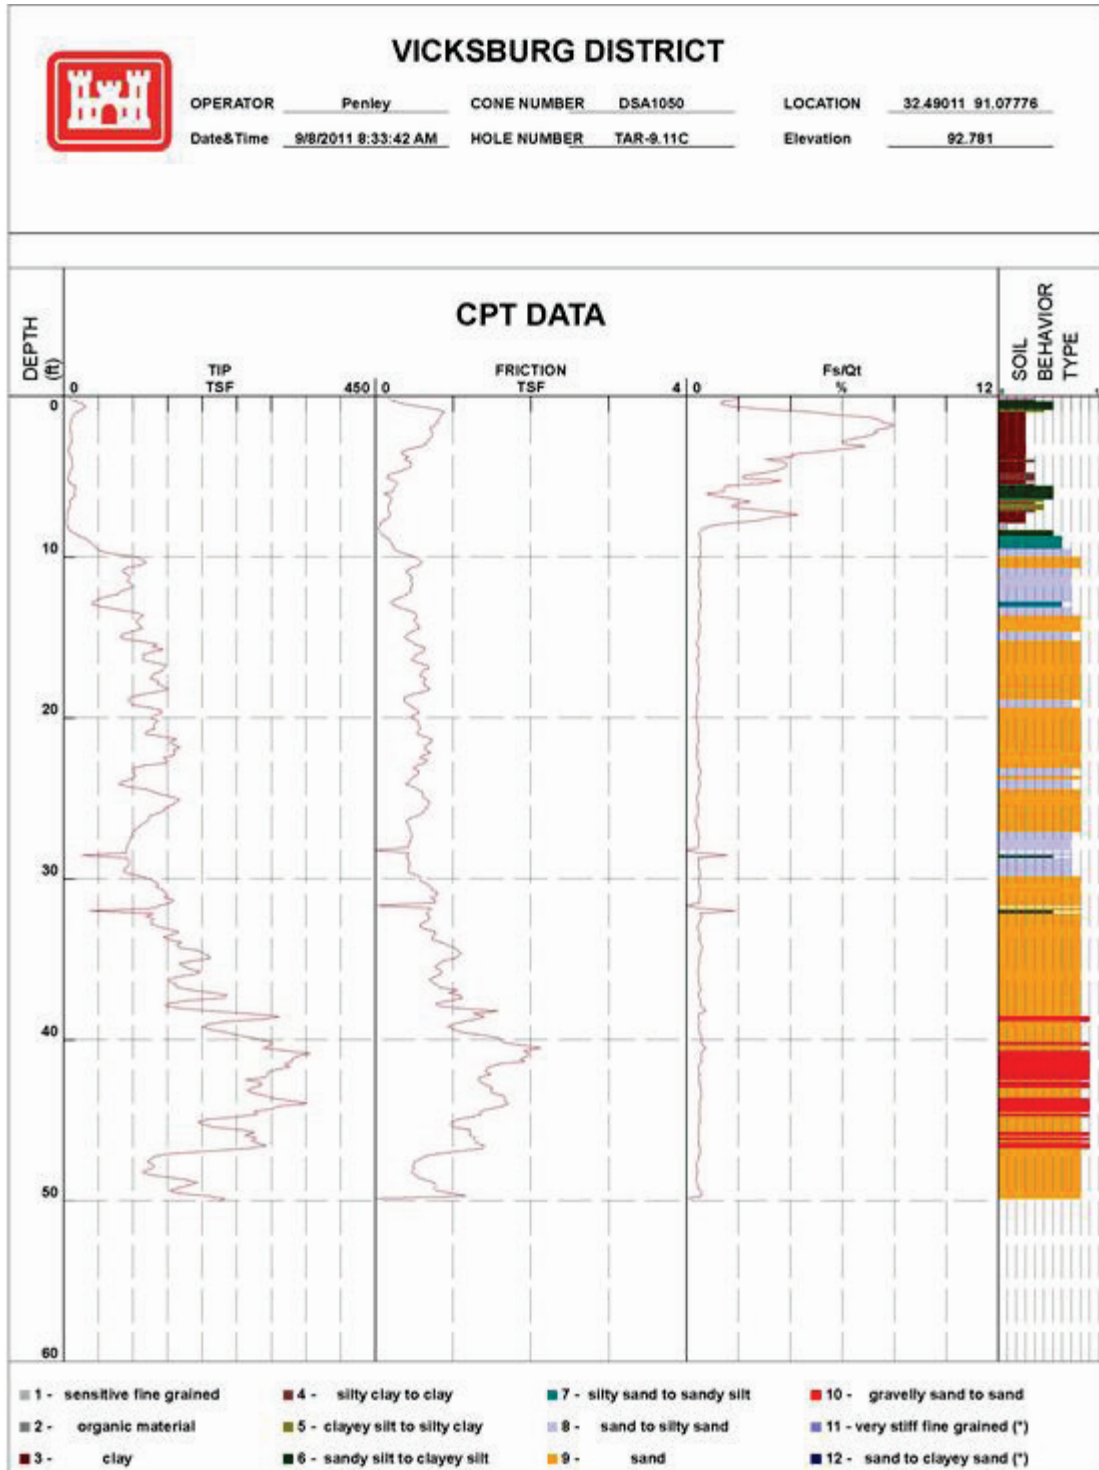 VICKSBURG DISTRICT
OPERATOR Penley CONE NUMBER DSA1050 LOCATION 32.49011 91.07776
Date&Time 9/8/2011 8:33:42 AM HOLE NUMBER TAR-9.11C Elevation 92.781
CPT DATA
DEPTH (ft)
SOIL BEHAVIOR TYPE
TIP FRICTION Fs/Qt
0 TSF 450 0 TSF 4 0 % 12
0
10
20
30
40
50
60
1 - sensitive fine grained 4 - silty clay to clay 7 - silty sand to sandy silt 10 - gravelly sand to sand
2 - organic material 5 - clayey silt to silty clay 8 - sand to silty sand 11 - very stiff fine grained (*)
3 - clay 6 - sandy silt to clayey silt 9 - sand 12 - sand to clayey sand (*)